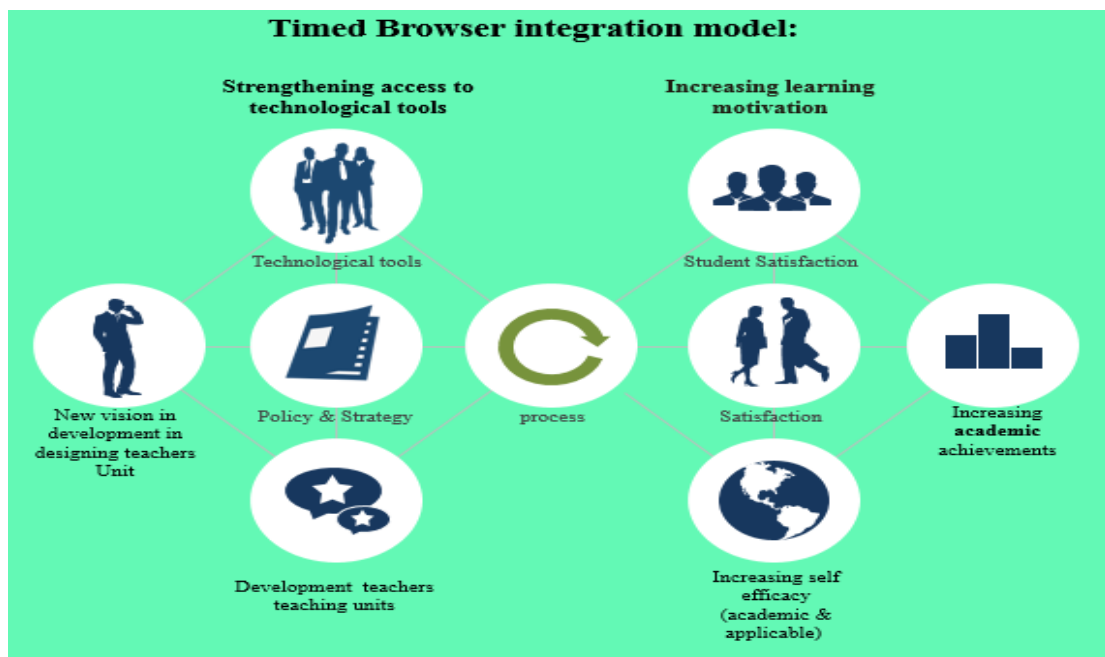 Timed Browser integration model:
Strengthening access to
technological tools
Increasing learning
motivation
Technological tools
Student Satisfaction
New vision in
development in
designing teachers
Unit
Policy & Strategy
process
Satisfaction
Increasing
academic
achievements
Development teachers
teaching units
Increasing self
efficacy
(academic &
applicable)